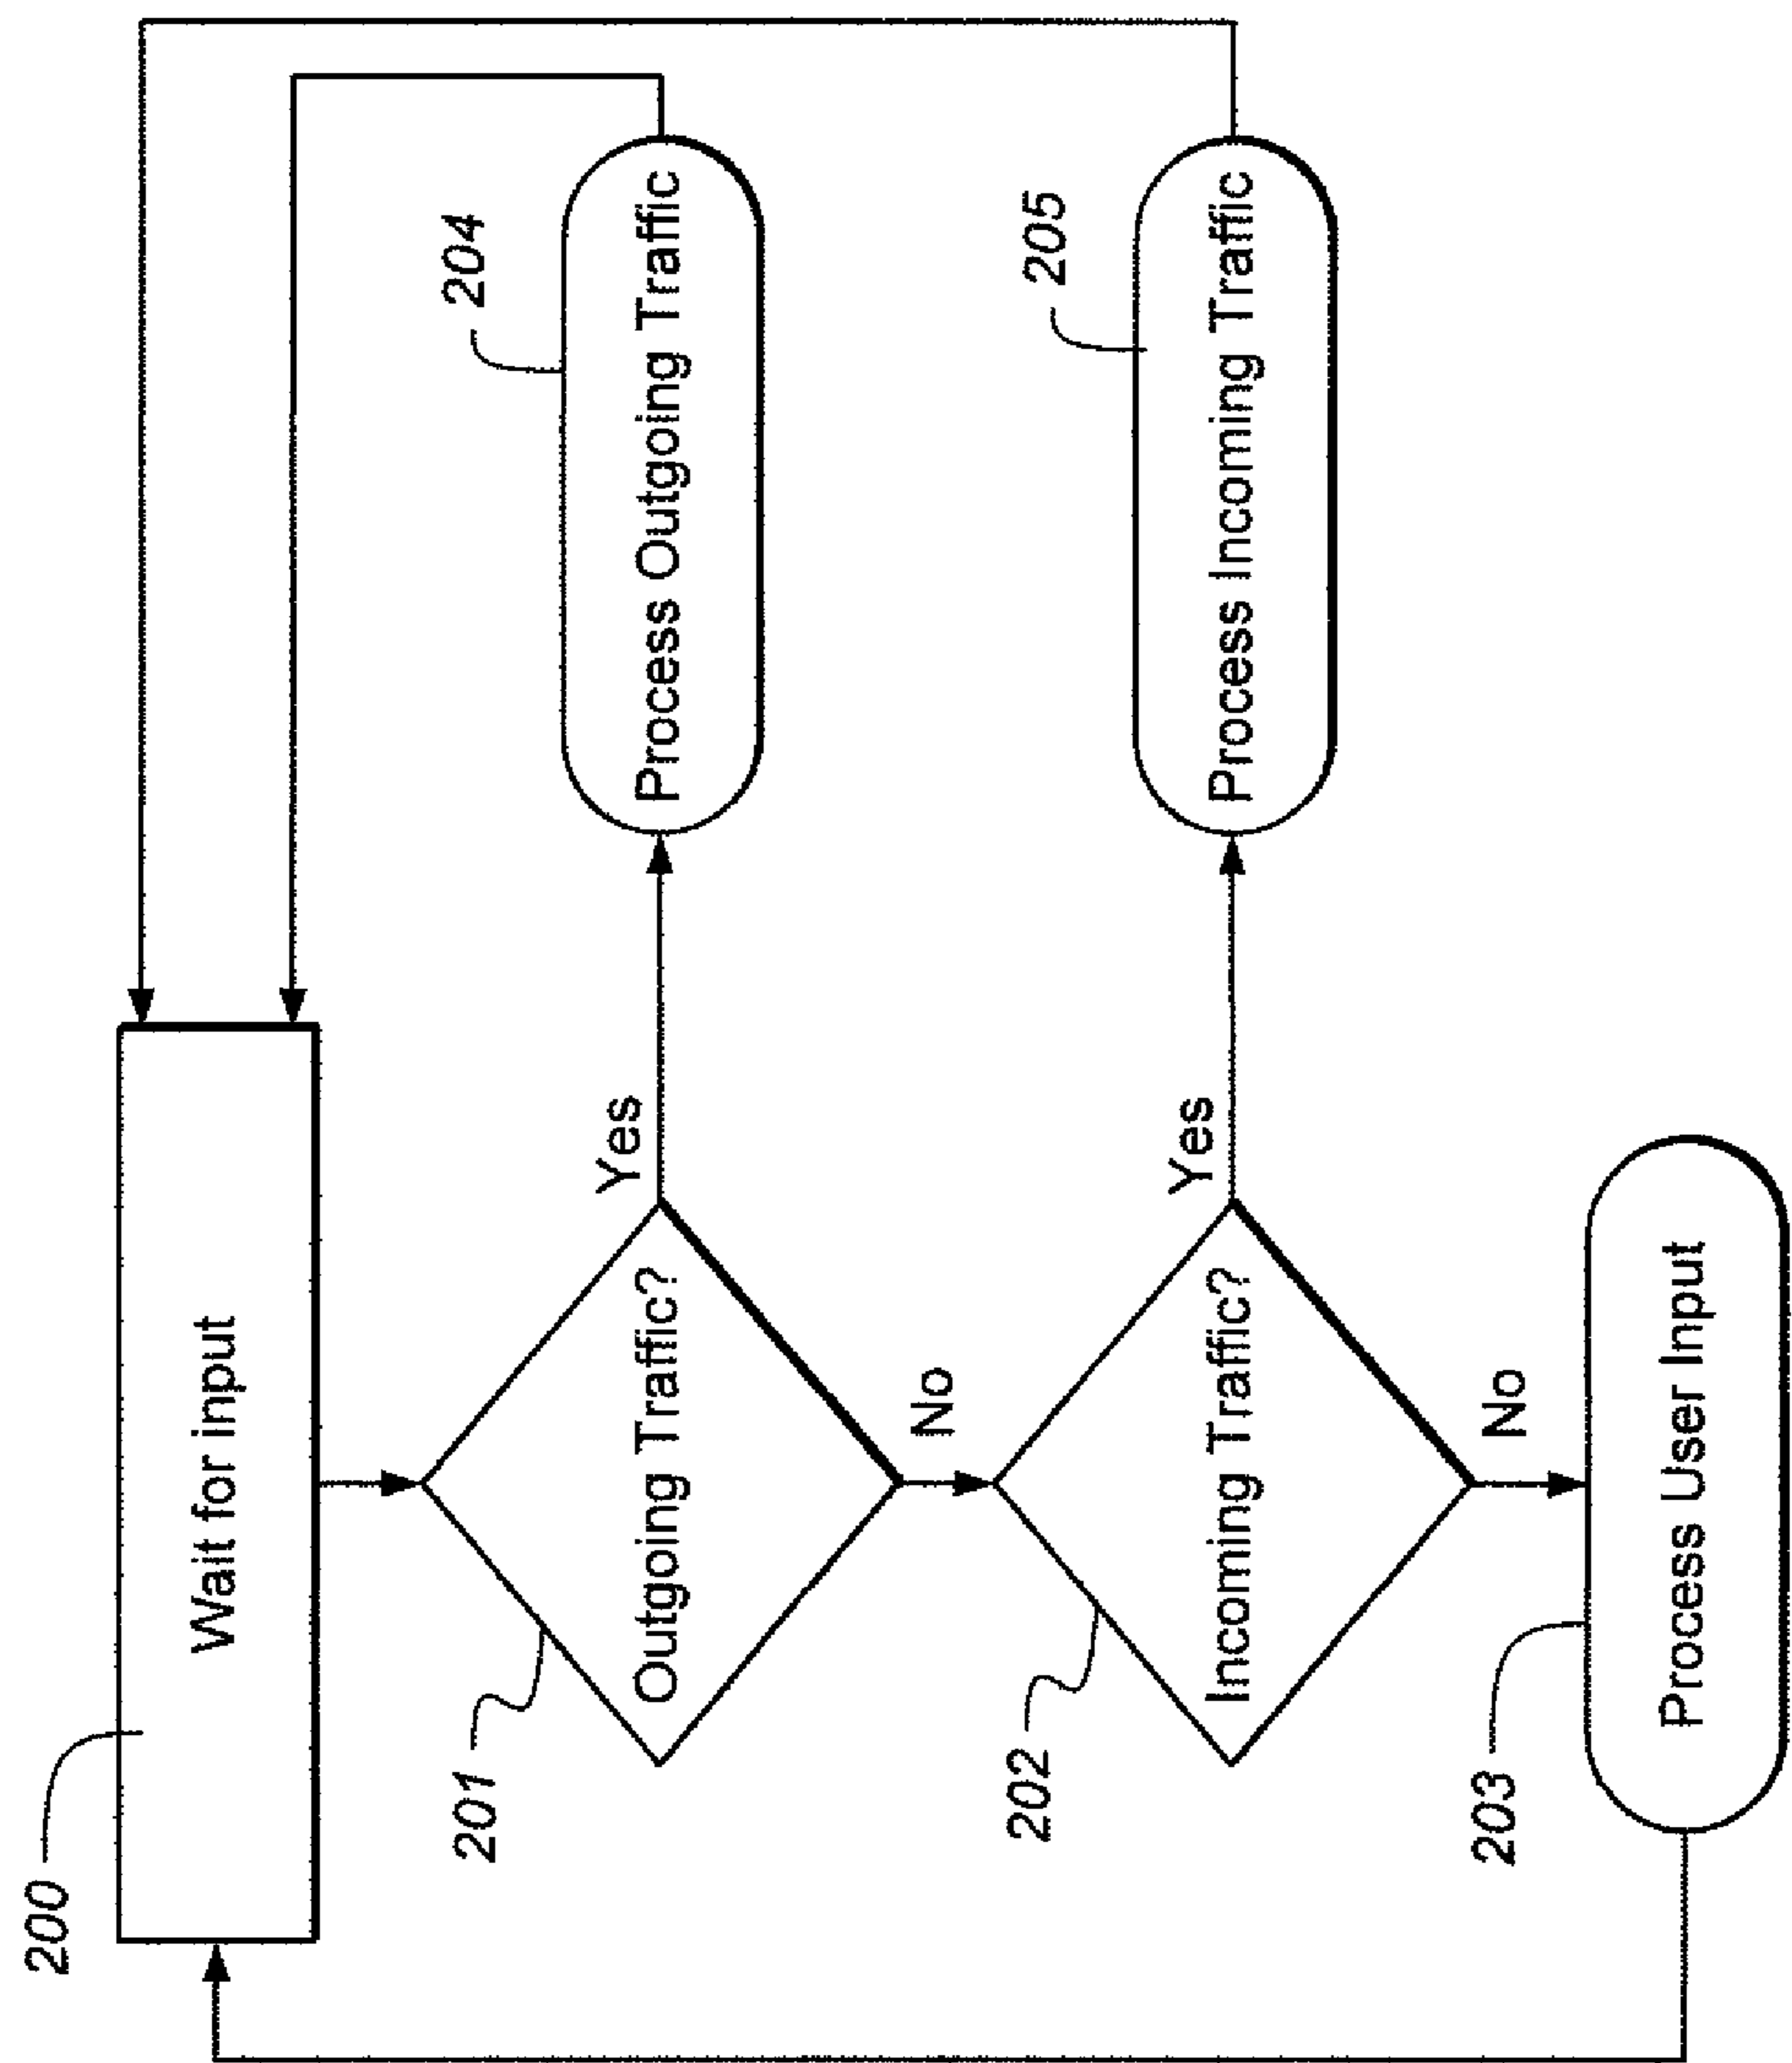 200
Wait for input
201
Outgoing Traffic?
Yes
204
Process Outgoing Traffic
No
202
Incoming Traffic?
Yes
205
Process Incoming Traffic
No
203
Process User Input